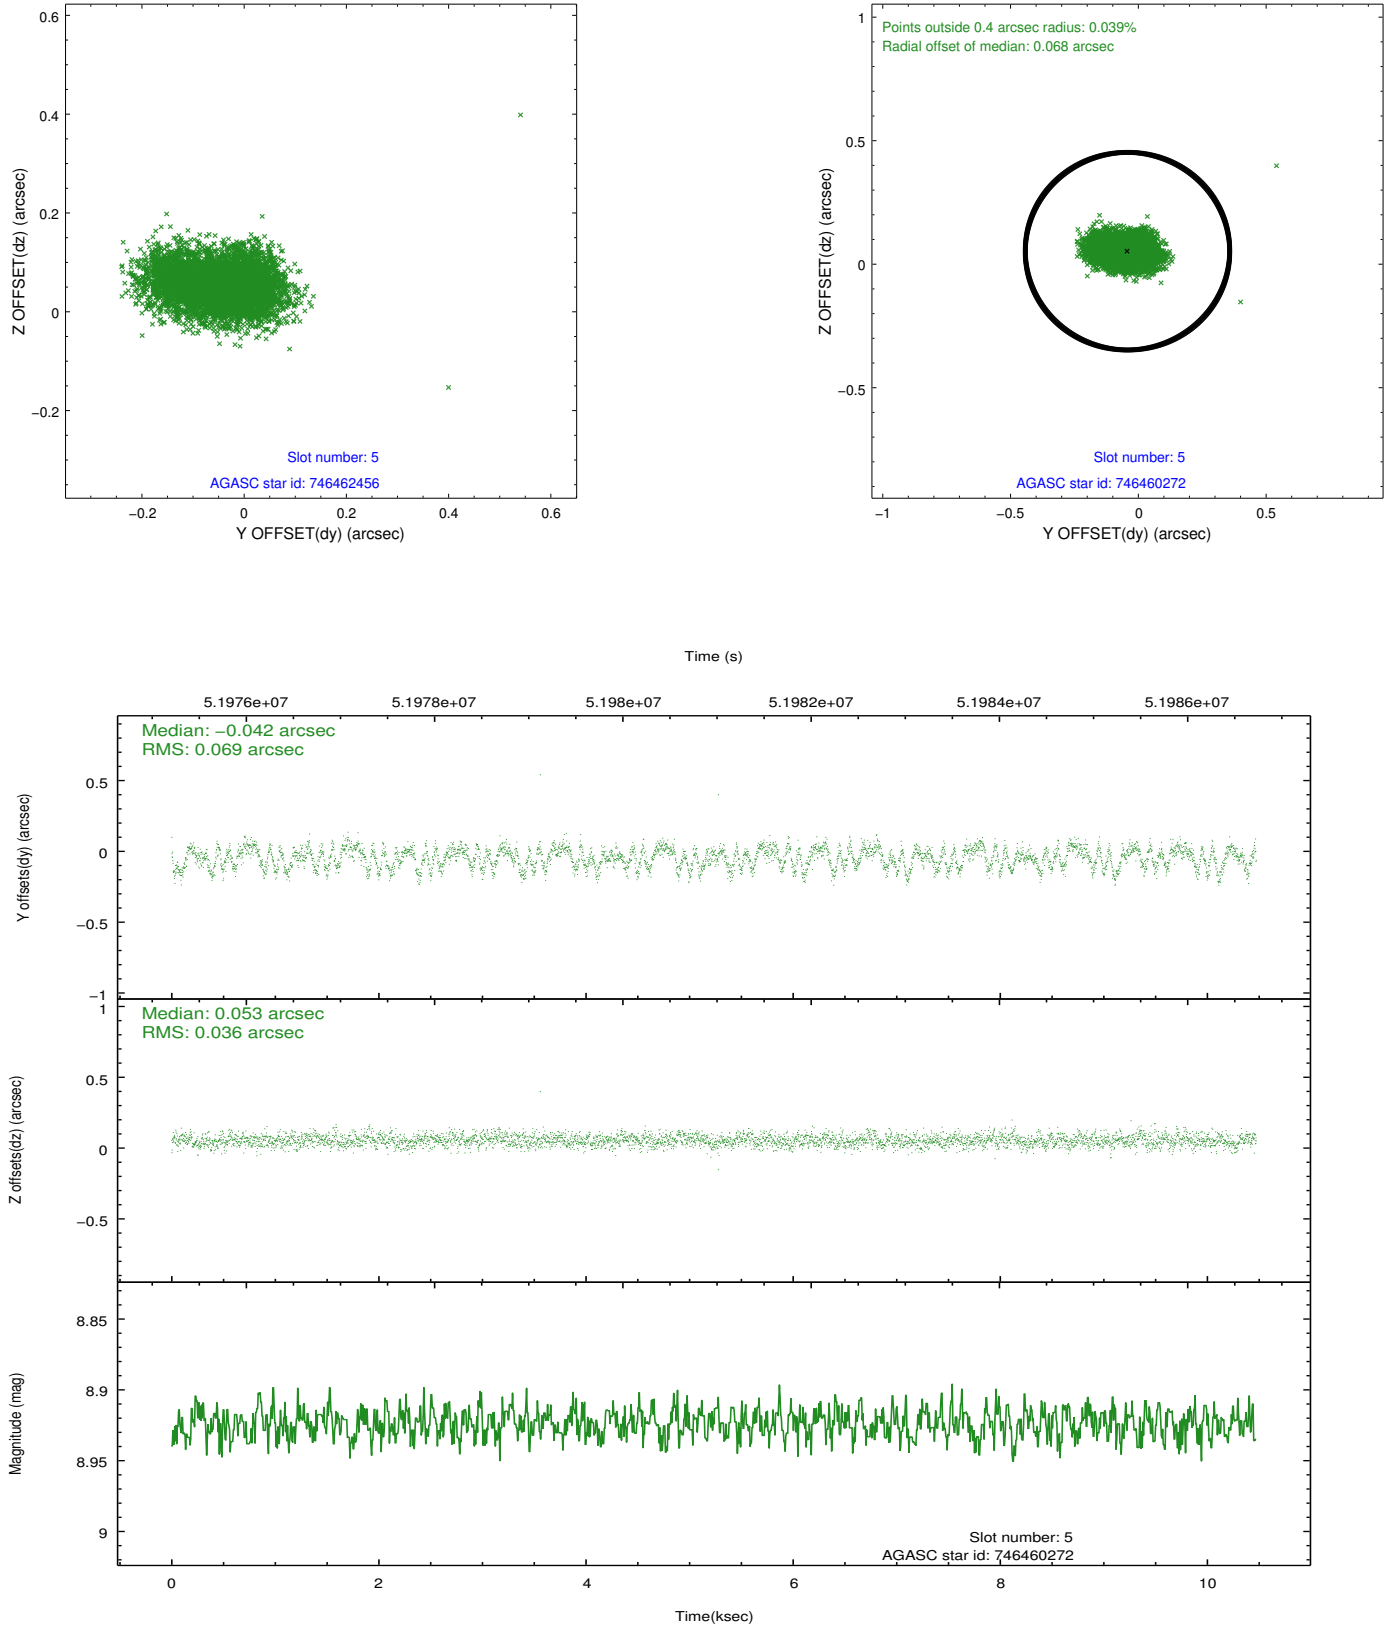 0.6
0.4
0.2
0
−0.2
Z OFFSET(dz) (arcsec)
Slot number: 5
AGASC star id: 746462456
−0.2 0 0.2 0.4 0.6
Y OFFSET(dy) (arcsec)
Points outside 0.4 arcsec radius: 0.039%
Radial offset of median: 0.068 arcsec
1
0.5
0
−0.5
Z OFFSET(dz) (arcsec)
Slot number: 5
AGASC star id: 746460272
−1 −0.5 0 0.5
Y OFFSET(dy) (arcsec)
Time (s)
5.1976e+07 5.1978e+07 5.198e+07 5.1982e+07 5.1984e+07 5.1986e+07
Median: −0.042 arcsec
RMS: 0.069 arcsec
0.5
0
−0.5
−1
Y offsets(dy) (arcsec)
Median: 0.053 arcsec
RMS: 0.036 arcsec
1
0.5
0
−0.5
Z offsets(dz) (arcsec)
8.85
8.9
8.95
9
Magnitude (mag)
Slot number: 5
AGASC star id: 746460272
0 2 4 6 8 10
Time(ksec)